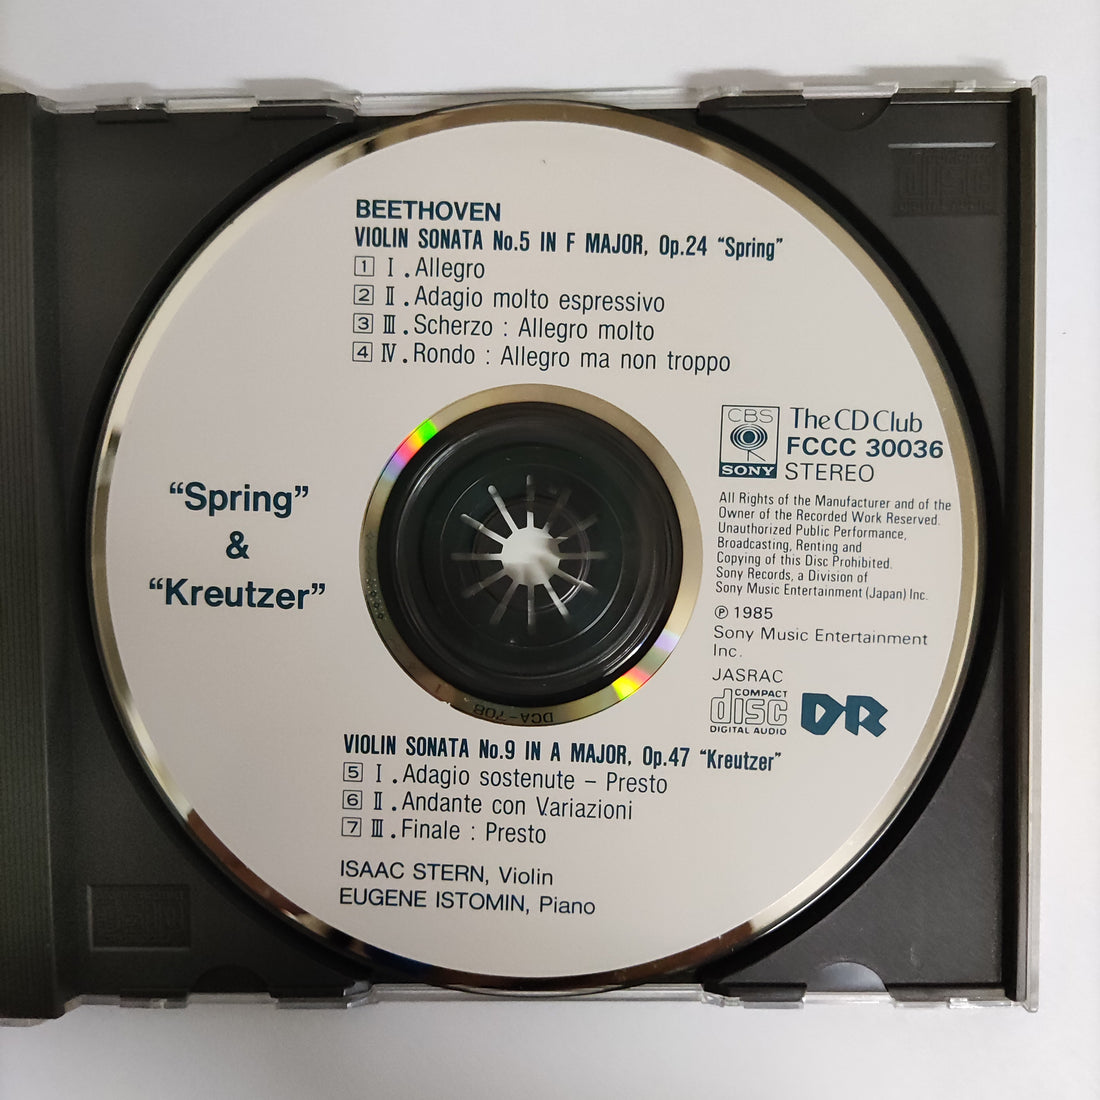 BEETHOVEN
VIOLIN SONATA No.5 IN F MAJOR, Op.24 “Spring”
1 I.Allegro
2 II.Adagio molto espressivo
3 III.Scherzo : Allegro molto
4 IV.Rondo : Allegro ma non troppo
“Spring”
&
“Kreutzer”
CBS
SONY
The CD Club
FCCC 30036
STEREO
All Rights of the Manufacturer and of the
Owner of the Recorded Work Reserved.
Unauthorized Public Performance,
Broadcasting, Renting and
Copying of this Disc Prohibited.
Sony Records, a Division of
Sony Music Entertainment (Japan) Inc.
℗ 1985
Sony Music Entertainment
Inc.
JASRAC
COMPACT
disc
DIGITAL AUDIO
DR
DCA-708
VIOLIN SONATA No.9 IN A MAJOR, Op.47 “Kreutzer”
5 I.Adagio sostenute – Presto
6 II.Andante con Variazioni
7 III.Finale : Presto
ISAAC STERN, Violin
EUGENE ISTOMIN, Piano